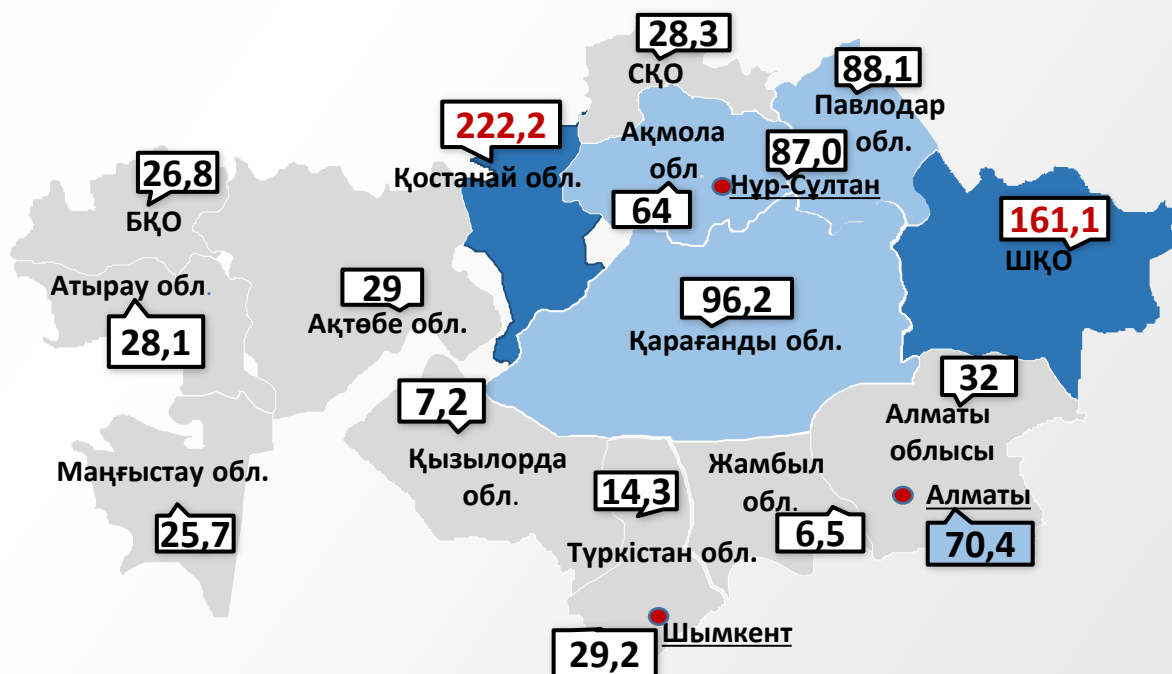 28,3
СҚО
88,1
Павлодар
обл.
222,2
Қостанай обл.
Ақмола
обл.
64
87,0
Нұр-Сұлтан
26,8
БҚО
161,1
ШҚО
Атырау обл.
28,1
29
Ақтөбе обл.
96,2
Қарағанды обл.
7,2
Қызылорда
обл.
32
Алматы
облысы
Маңғыстау обл.
25,7
14,3
Түркістан обл.
Жамбыл
обл.
6,5
Алматы
70,4
Шымкент
29,2